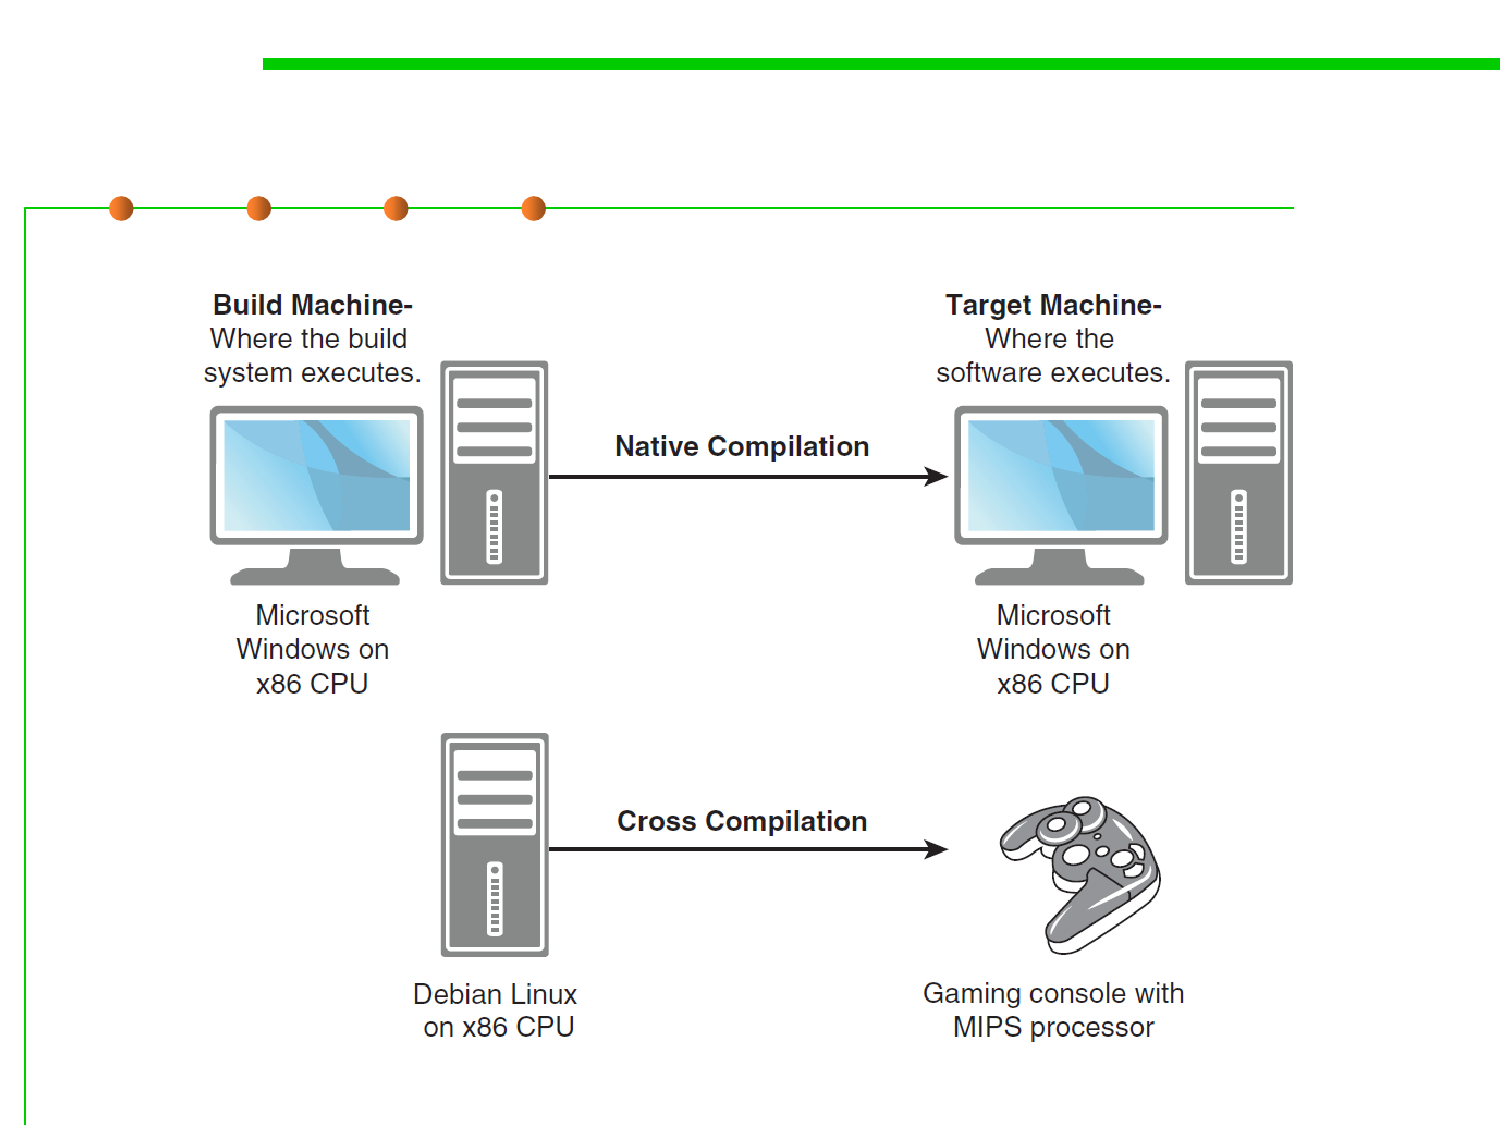 Build Machine-
Where the build
system executes.
Target Machine-
Where the
software executes.
Native Compilation
Microsoft
Windows on
x86 CPU
Microsoft
Windows on
x86 CPU
Cross Compilation
Debian Linux
on x86 CPU
Gaming console with
MIPS processor